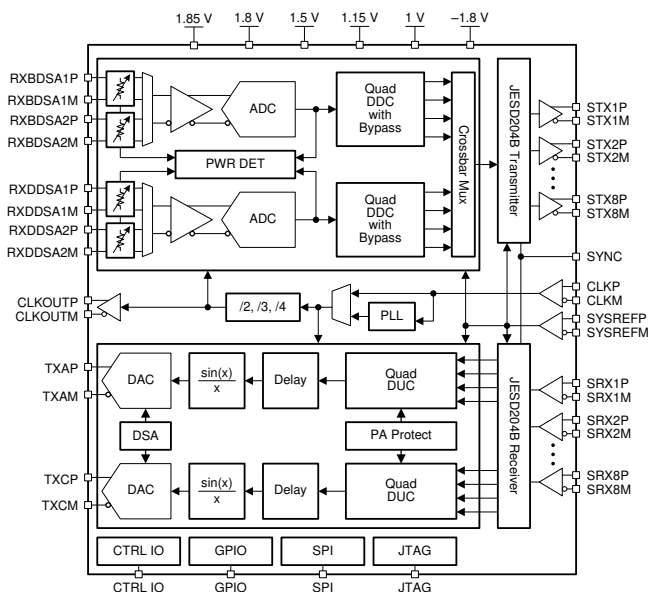 1.85 V 1.8 V 1.5 V 1.15 V 1 V −1.8 V
RXBDSA1P
RXBDSA1M
RXBDSA2P
RXBDSA2M
ADC
Quad
DDC
with
Bypass
PWR DET
RXDDSA1P
RXDDSA1M
RXDDSA2P
RXDDSA2M
ADC
Quad
DDC
with
Bypass
Crossbar Mux
JESD204B Transmitter
STX1P
STX1M
STX2P
STX2M
STX8P
STX8M
SYNC
CLKOUTP
CLKOUTM
/2, /3, /4
PLL
CLKP
CLKM
SYSREFP
SYSREFM
TXAP
TXAM
DAC
sin(x)
x
Delay
Quad
DUC
DSA
PA Protect
TXCP
TXCM
DAC
sin(x)
x
Delay
Quad
DUC
JESD204B Receiver
SRX1P
SRX1M
SRX2P
SRX2M
SRX8P
SRX8M
CTRL IO GPIO SPI JTAG
CTRL IO GPIO SPI JTAG